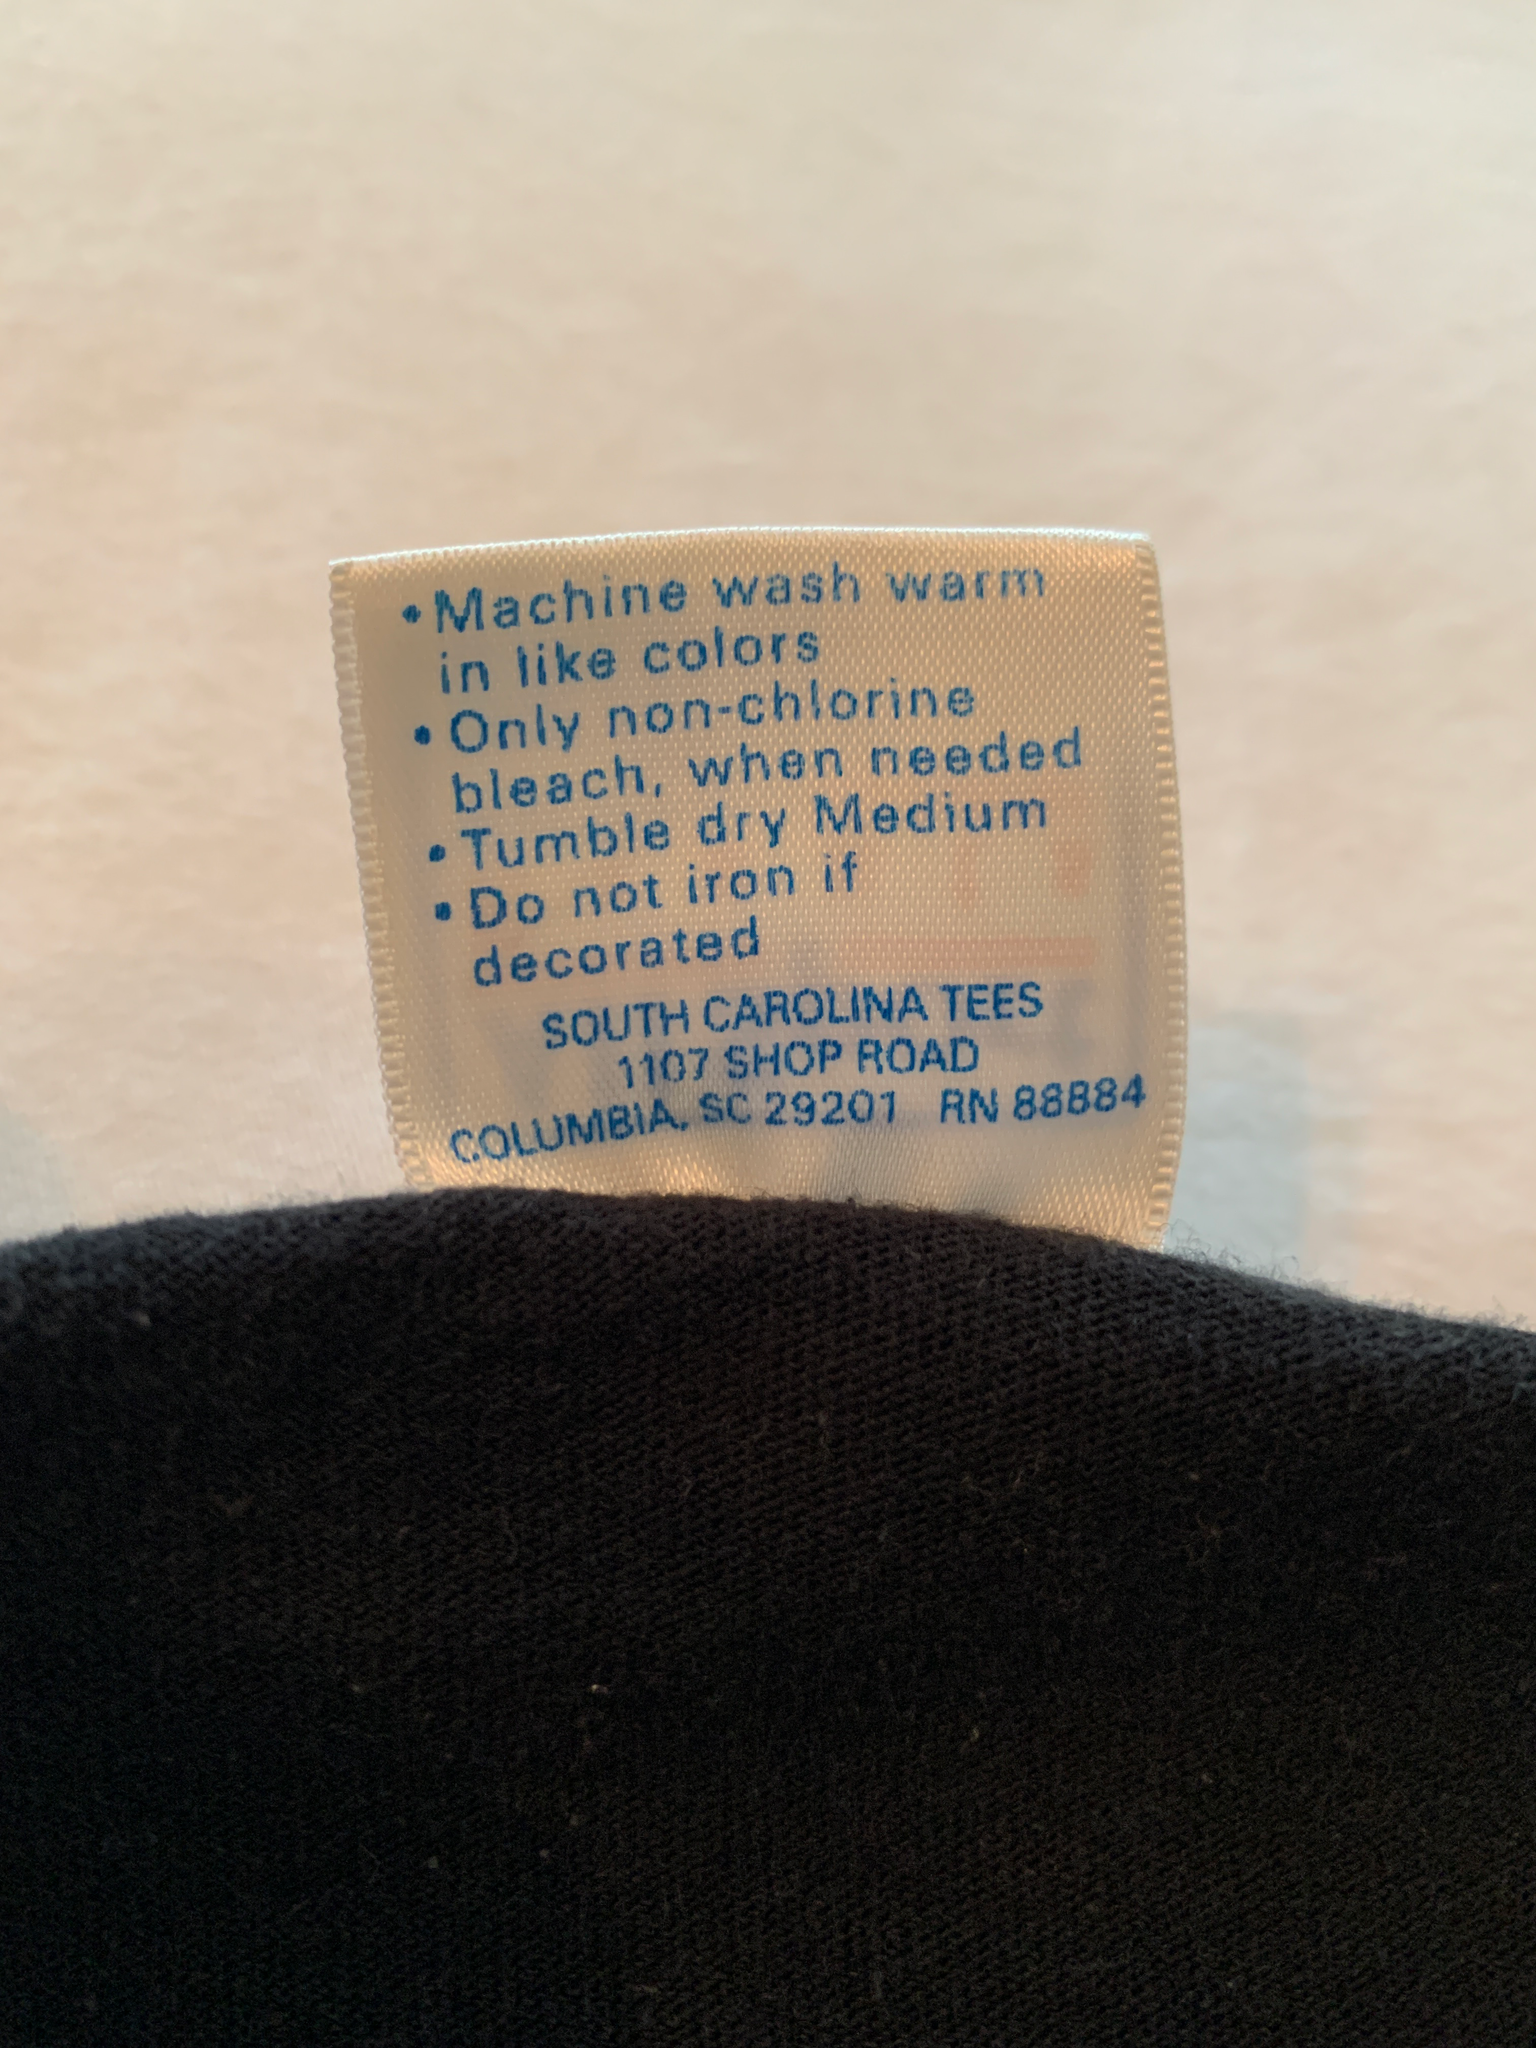 • Machine wash warm
in like colors
• Only non-chlorine
bleach, when needed
• Tumble dry Medium
• Do not iron if
decorated
SOUTH CAROLINA TEES
1107 SHOP ROAD
COLUMBIA, SC 29201 RN 88884